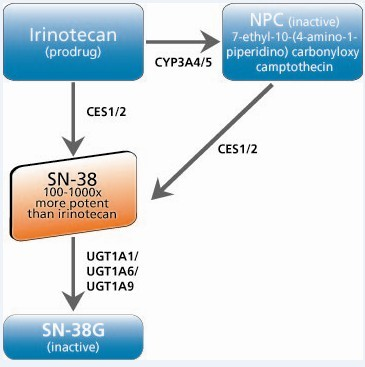 Irinotecan
(prodrug)
CYP3A4/5
NPC (inactive)
7-ethyl-10-(4-amino-1-
piperidino) carbonyloxy
camptothecin
CES1/2
CES1/2
SN-38
100-1000x
more potent
than irinotecan
UGT1A1/
UGT1A6/
UGT1A9
SN-38G
(inactive)